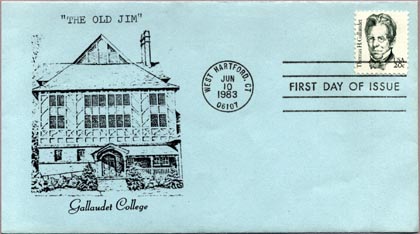 "THE OLD JIM"
Gallaudet College
WEST HARTFORD, CT
JUN
10
1983
06107
FIRST DAY OF ISSUE
Thomas H. Gallaudet
USA
20c